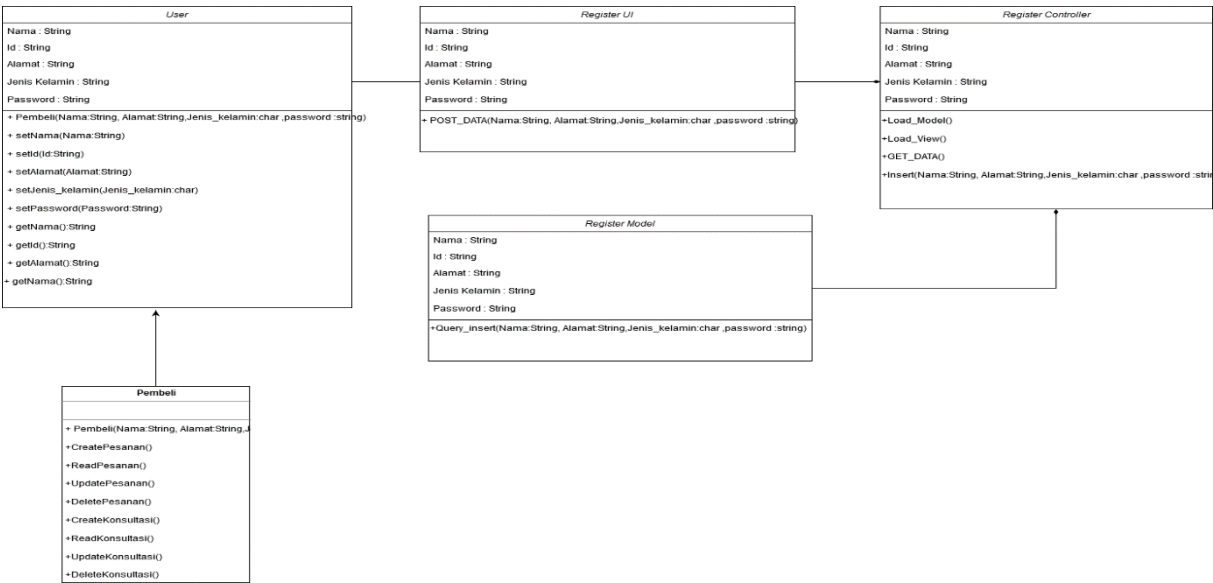 User
Nama : String
Id : String
Alamat : String
Jenis Kelamin : String
Password : String
+ Pembeli(Nama:String, Alamat:String,Jenis_kelamin:char ,password :string)
+ setNama(Nama:String)
+ setId(Id:String)
+ setAlamat(Alamat:String)
+ setJenis_kelamin(Jenis_kelamin:char)
+ setPassword(Password:String)
+ getNama():String
+ getId():String
+ getAlamat():String
+ getNama():String
Register UI
Nama : String
Id : String
Alamat : String
Jenis Kelamin : String
Password : String
+ POST_DATA(Nama:String, Alamat:String,Jenis_kelamin:char ,password :string)
Register Controller
Nama : String
Id : String
Alamat : String
Jenis Kelamin : String
Password : String
+Load_Model()
+Load_View()
+GET_DATA()
+Insert(Nama:String, Alamat:String,Jenis_kelamin:char ,password :strin
Register Model
Nama : String
Id : String
Alamat : String
Jenis Kelamin : String
Password : String
+Query_insert(Nama:String, Alamat:String,Jenis_kelamin:char ,password :string)
Pembeli
+ Pembeli(Nama:String, Alamat:String,J
+CreatePesanan()
+ReadPesanan()
+UpdatePesanan()
+DeletePesanan()
+CreateKonsultasi()
+ReadKonsultasi()
+UpdateKonsultasi()
+DeleteKonsultasi()